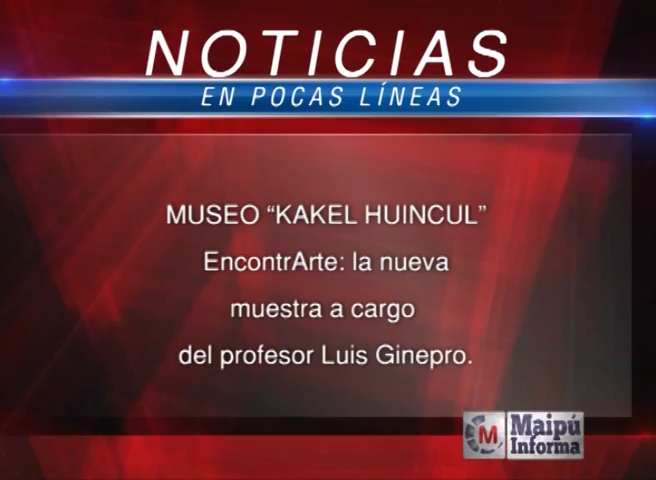 NOTICIAS
EN POCAS LÍNEAS
MUSEO “KAKEL HUINCUL”
EncontrArte: la nueva
muestra a cargo
del profesor Luis Ginepro.
M
Maipú
Informa